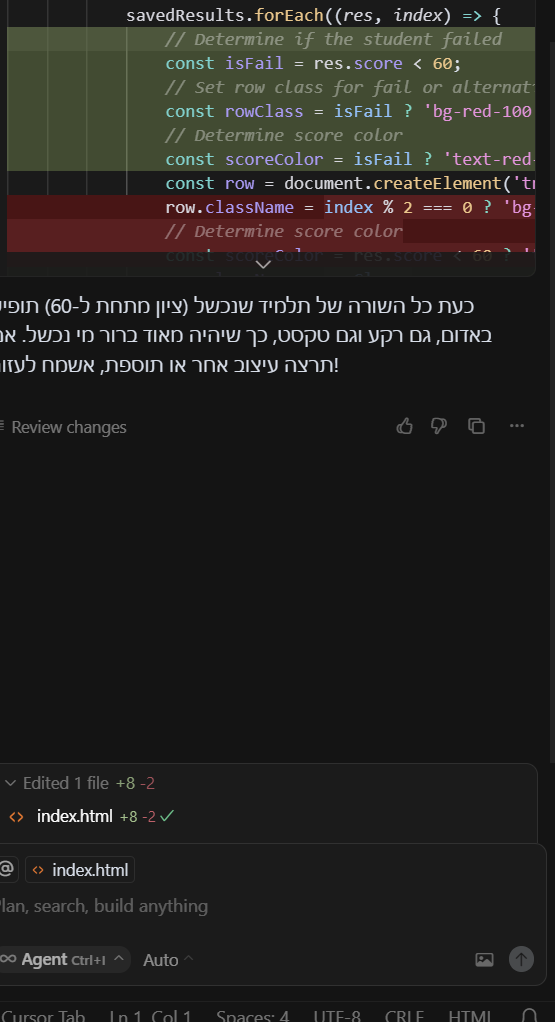 savedResults.forEach((res, index) => {
// Determine if the student failed
const isFail = res.score < 60;
// Set row class for fail or alternat
const rowClass = isFail ? 'bg-red-100
// Determine score color
const scoreColor = isFail ? 'text-red-
const row = document.createElement('tr
row.className = index % 2 === 0 ? 'bg-
// Determine score color
const scoreColor = res.score < 60 ? '
כעת כל השורה של תלמיד שנכשל (ציון מתחת ל-60) תופי
באדום, גם רקע וגם טקסט, כך שיהיה מאוד ברור מי נכשל. אם
תרצה עיצוב אחר או תוספת, אשמח לעזו!
Review changes
Edited 1 file +8 -2
<> index.html +8 -2
@ <> index.html
lan, search, build anything
Agent Ctrl+I Auto
Cursor Tab Ln 1, Col 1 Spaces: 4 UTF-8 CRLF HTML